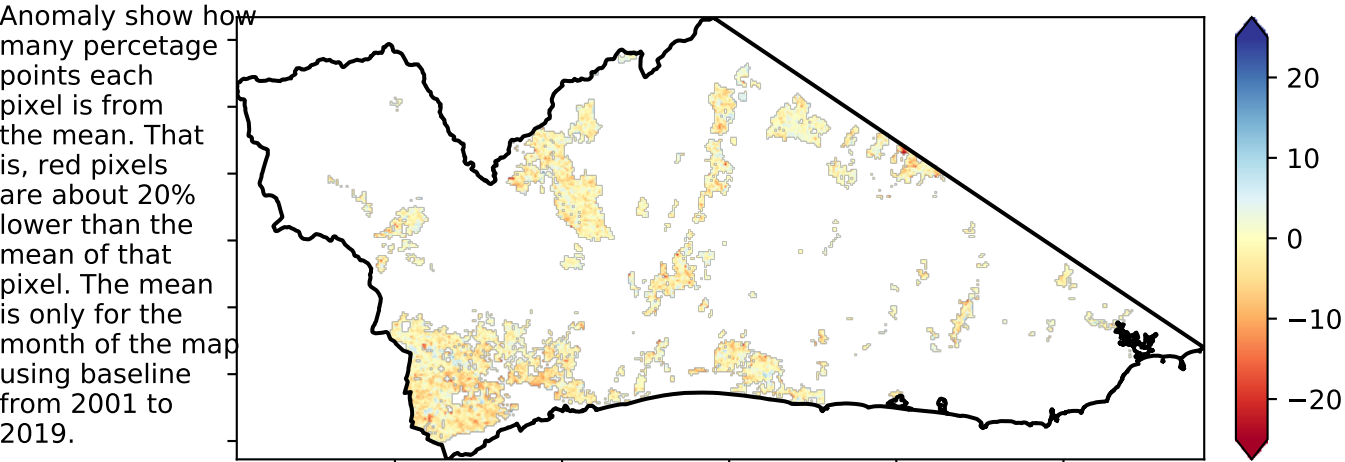 Anomaly show how
many percetage
points each
pixel is from
the mean. That
is, red pixels
are about 20%
lower than the
mean of that
pixel. The mean
is only for the
month of the map
using baseline
from 2001 to
2019.
20
10
0
−10
−20